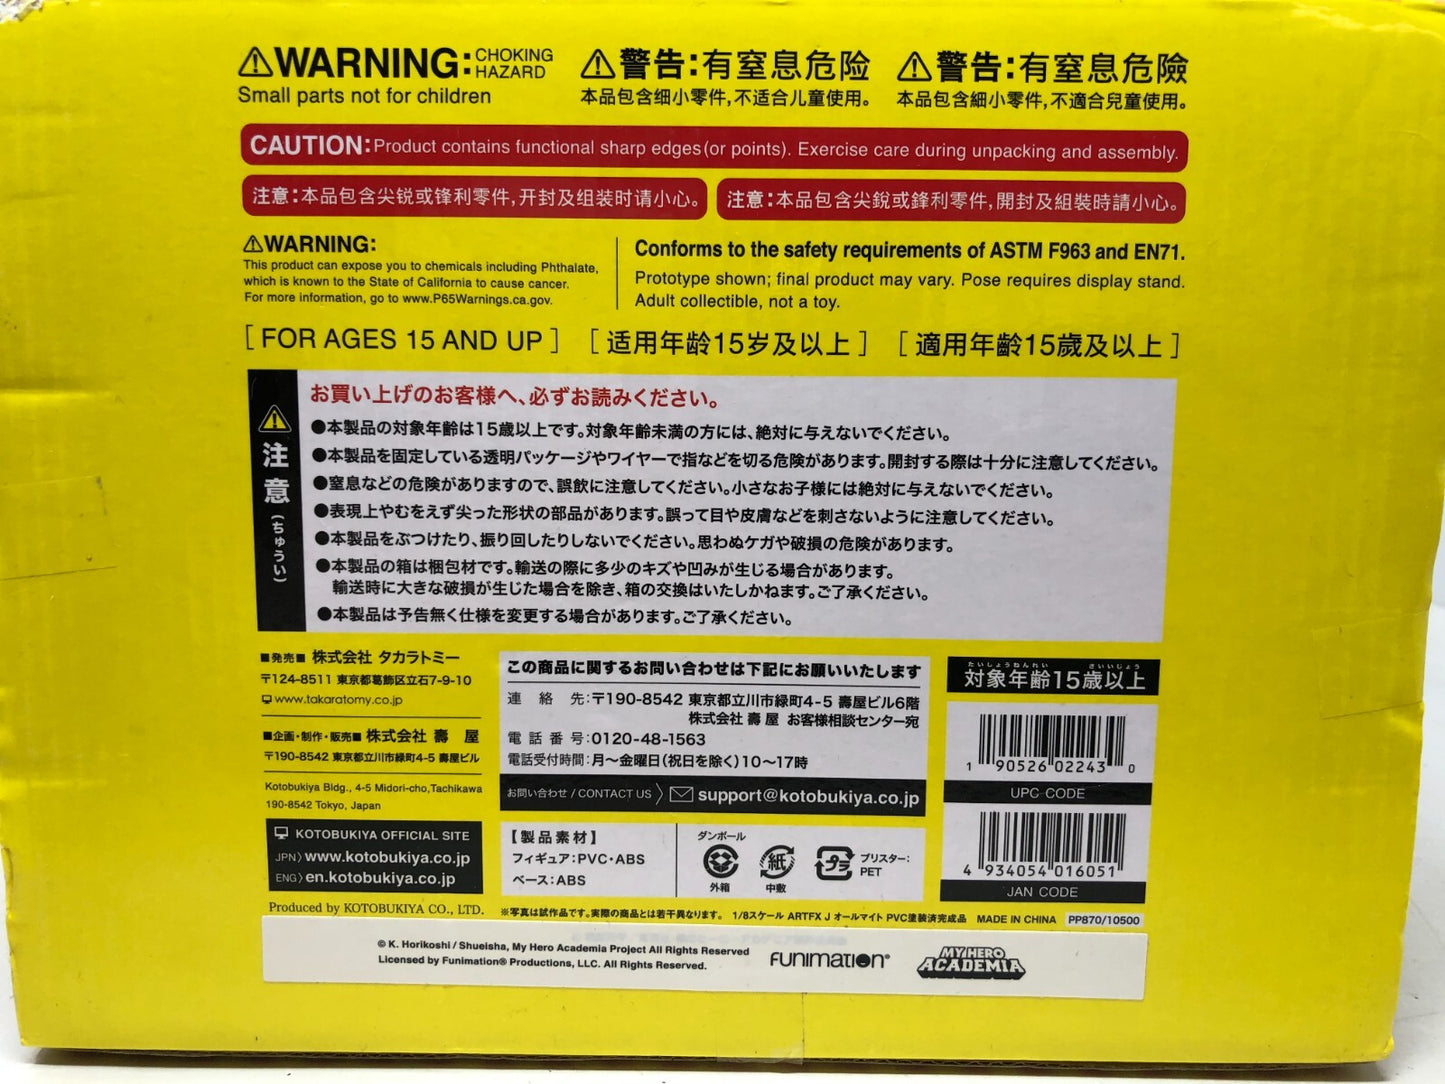 ⚠WARNING: CHOKING HAZARD
Small parts not for children
⚠警告:有窒息危险
本品包含细小零件,不适合儿童使用。
⚠警告:有窒息危險
本品包含細小零件,不適合兒童使用。
CAUTION:Product contains functional sharp edges(or points). Exercise care during unpacking and assembly.
注意:本品包含尖锐或锋利零件,开封及组装时请小心。
注意:本品包含尖銳或鋒利零件,開封及組裝時請小心。
⚠WARNING:
This product can expose you to chemicals including Phthalate,
which is known to the State of California to cause cancer.
For more information, go to www.P65Warnings.ca.gov.
Conforms to the safety requirements of ASTM F963 and EN71.
Prototype shown; final product may vary. Pose requires display stand.
Adult collectible, not a toy.
[ FOR AGES 15 AND UP ]
[ 适用年龄15岁及以上 ]
[ 適用年齡15歲及以上 ]
⚠注意(ちゅうい)
お買い上げのお客様へ、必ずお読みください。
●本製品の対象年齢は15歳以上です。対象年齢未満の方には、絶対に与えないでください。
●本製品を固定している透明パッケージやワイヤーで指などを切る危険があります。開封する際は十分に注意してください。
●窒息などの危険がありますので、誤飲に注意してください。小さなお子様には絶対に与えないでください。
●表現上やむをえず尖った形状の部品があります。誤って目や皮膚などを刺さないように注意してください。
●本製品をぶつけたり、振り回したりしないでください。思わぬケガや破損の危険があります。
●本製品の箱は梱包材です。輸送の際に多少のキズや凹みが生じる場合があります。
輸送時に大きな破損が生じた場合を除き、箱の交換はいたしかねます。ご了承ください。
●本製品は予告無く仕様を変更する場合があります。ご了承ください。
■発売■ 株式会社 タカラトミー
〒124-8511 東京都葛飾区立石7-9-10
www.takaratomy.co.jp
■企画・制作・販売■ 株式会社 壽 屋
〒190-8542 東京都立川市緑町4-5 壽屋ビル
Kotobukiya Bldg., 4-5 Midori-cho,Tachikawa
190-8542 Tokyo, Japan
KOTOBUKIYA OFFICIAL SITE
JPN〉www.kotobukiya.co.jp
ENG〉en.kotobukiya.co.jp
Produced by KOTOBUKIYA CO., LTD.
この商品に関するお問い合わせは下記にお願いいたします
連 絡 先:〒190-8542 東京都立川市緑町4-5 壽屋ビル6階
株式会社 壽 屋 お客様相談センター宛
電 話 番 号:0120-48-1563
電話受付時間:月〜金曜日(祝日を除く)10〜17時
お問い合わせ / CONTACT US 〉 support@kotobukiya.co.jp
【製品素材】
フィギュア:PVC・ABS
ベース:ABS
ダンボール
外箱
紙
中敷
プラ
ブリスター:
PET
たいしょうねんれい さいいじょう
対象年齢15歳以上
1 90526 02243 0
UPC CODE
4 934054 016051
JAN CODE
※写真は試作品です。実際の商品とは若干異なります。 1/8スケール ARTFX J オールマイト PVC塗装済完成品 MADE IN CHINA PP870/10500
© K. Horikoshi / Shueisha, My Hero Academia Project All Rights Reserved
Licensed by Funimation® Productions, LLC. All Rights Reserved.
FUNIMATION®
MY HERO
ACADEMIA